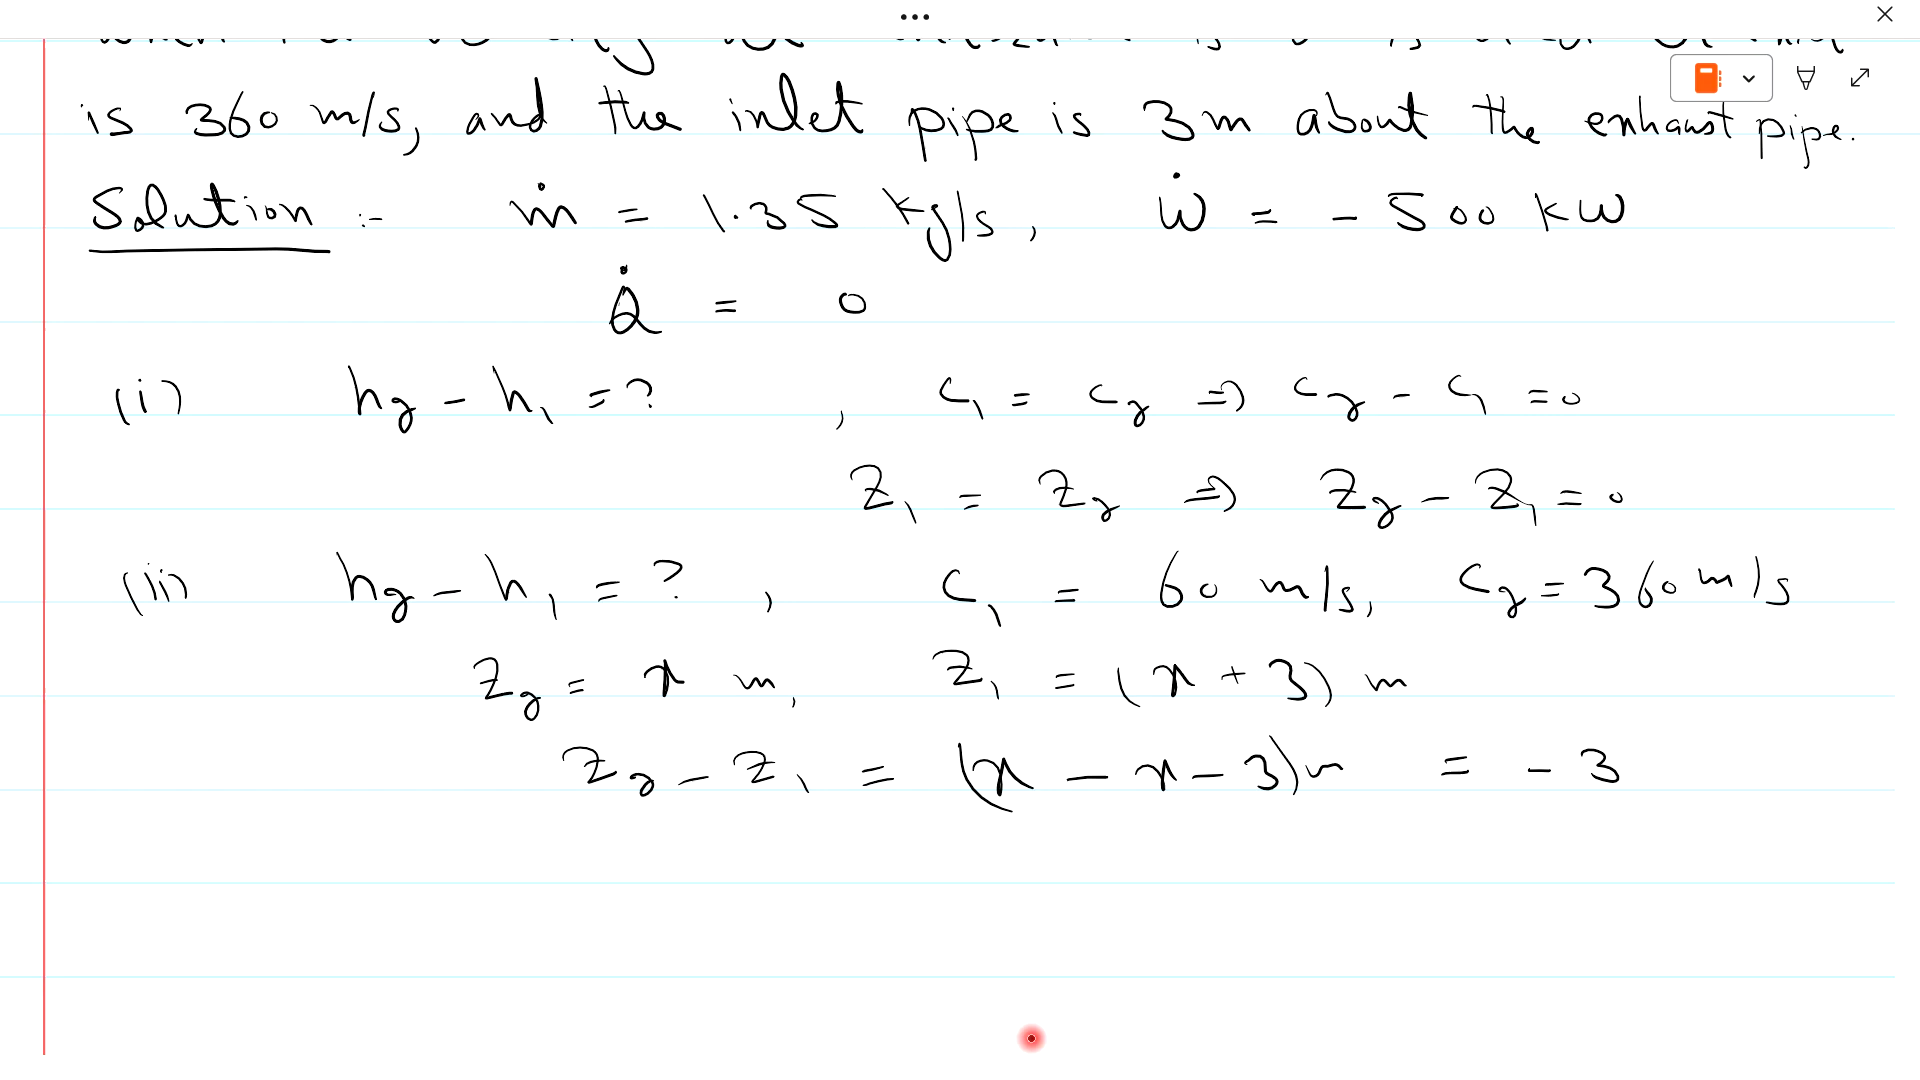 is 360 m/s, and the inlet pipe is 3m about the exhaust pipe.
Solution :- ṁ = 1.35 kg/s, Ẇ = - 500 kW
Q̇ = 0
(i) h₂ - h₁ = ? , C₁ = C₂ ⇒ C₂ - C₁ = 0
Z₁ = Z₂ ⇒ Z₂ - Z₁ = 0
(ii) h₂ - h₁ = ? , C₁ = 60 m/s, C₂ = 360 m/s
Z₂ = x m, Z₁ = (x + 3) m
Z₂ - Z₁ = (x - x - 3) m = - 3